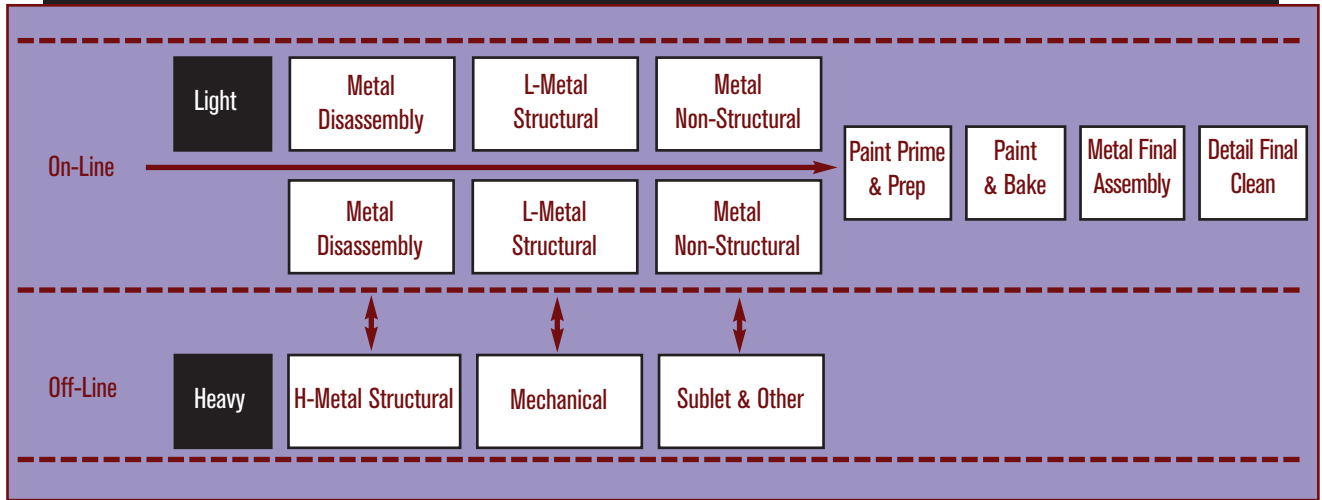 Light
Metal
Disassembly
L-Metal
Structural
Metal
Non-Structural
On-Line
Paint Prime
& Prep
Paint
& Bake
Metal Final
Assembly
Detail Final
Clean
Metal
Disassembly
L-Metal
Structural
Metal
Non-Structural
Off-Line
Heavy
H-Metal Structural
Mechanical
Sublet & Other